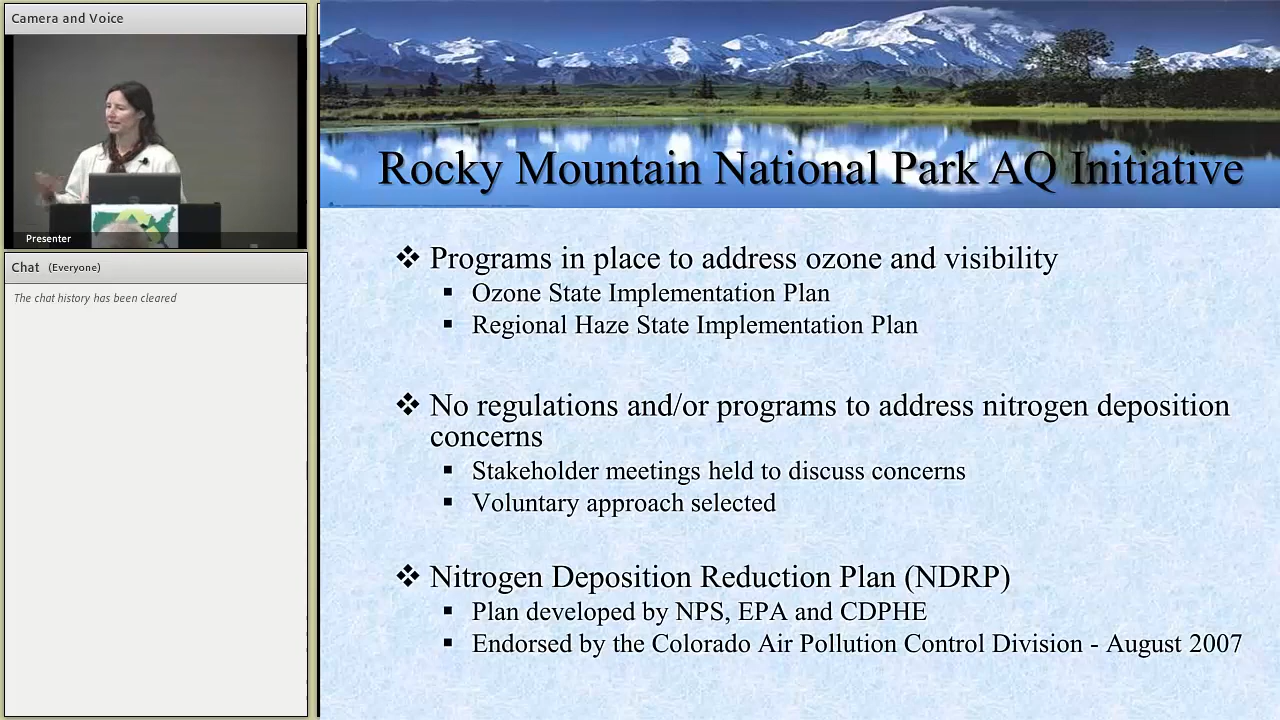 Camera and Voice
Presenter
Chat (Everyone)
The chat history has been cleared
Rocky Mountain National Park AQ Initiative
Programs in place to address ozone and visibility
Ozone State Implementation Plan
Regional Haze State Implementation Plan
No regulations and/or programs to address nitrogen deposition
concerns
Stakeholder meetings held to discuss concerns
Voluntary approach selected
Nitrogen Deposition Reduction Plan (NDRP)
Plan developed by NPS, EPA and CDPHE
Endorsed by the Colorado Air Pollution Control Division - August 2007